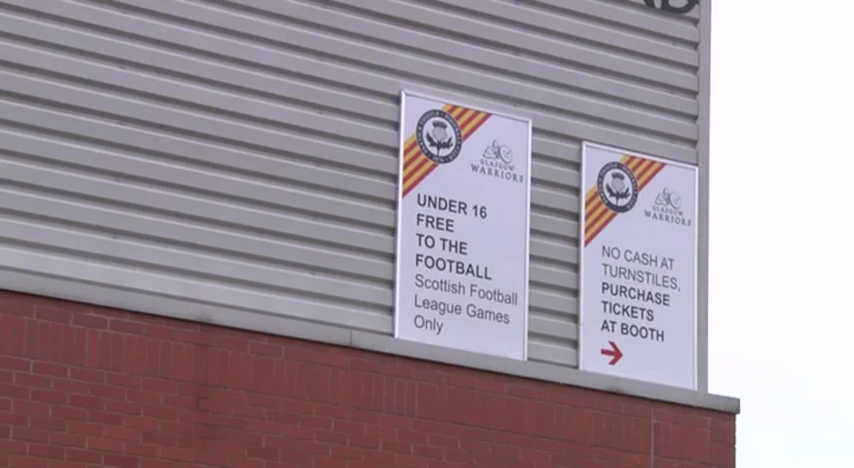 GLASGOW
WARRIORS
UNDER 16
FREE
TO THE
FOOTBALL
Scottish Football
League Games
Only
GLASGOW
WARRIORS
NO CASH AT
TURNSTILES,
PURCHASE
TICKETS
AT BOOTH